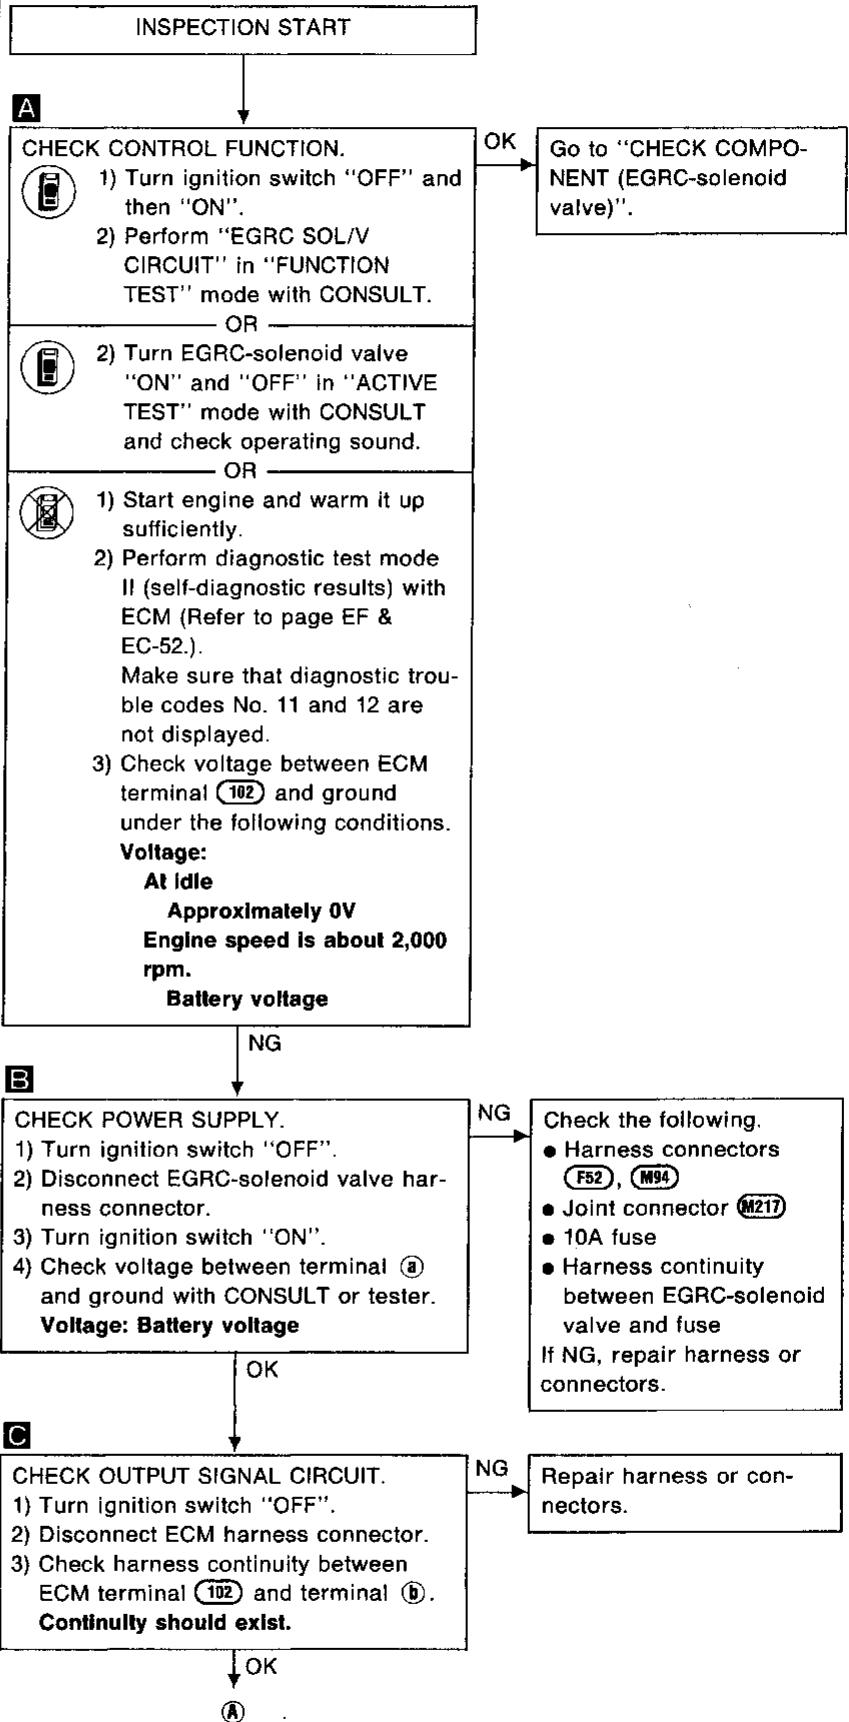 INSPECTION START
A
CHECK CONTROL FUNCTION.
1) Turn ignition switch "OFF" and
then "ON".
2) Perform "EGRC SOL/V
CIRCUIT" in "FUNCTION
TEST" mode with CONSULT.
OR
2) Turn EGRC-solenoid valve
"ON" and "OFF" in "ACTIVE
TEST" mode with CONSULT
and check operating sound.
OR
1) Start engine and warm it up
sufficiently.
2) Perform diagnostic test mode
II (self-diagnostic results) with
ECM (Refer to page EF &
EC-52.).
Make sure that diagnostic trou-
ble codes No. 11 and 12 are
not displayed.
3) Check voltage between ECM
terminal (102) and ground
under the following conditions.
Voltage:
At idle
Approximately 0V
Engine speed is about 2,000
rpm.
Battery voltage
OK
Go to "CHECK COMPO-
NENT (EGRC-solenoid
valve)".
NG
B
CHECK POWER SUPPLY.
1) Turn ignition switch "OFF".
2) Disconnect EGRC-solenoid valve har-
ness connector.
3) Turn ignition switch "ON".
4) Check voltage between terminal ⓐ
and ground with CONSULT or tester.
Voltage: Battery voltage
NG
Check the following.
● Harness connectors
(F52), (M94)
● Joint connector (M217)
● 10A fuse
● Harness continuity
between EGRC-solenoid
valve and fuse
If NG, repair harness or
connectors.
OK
C
CHECK OUTPUT SIGNAL CIRCUIT.
1) Turn ignition switch "OFF".
2) Disconnect ECM harness connector.
3) Check harness continuity between
ECM terminal (102) and terminal ⓑ.
Continuity should exist.
NG
Repair harness or con-
nectors.
OK
Ⓐ